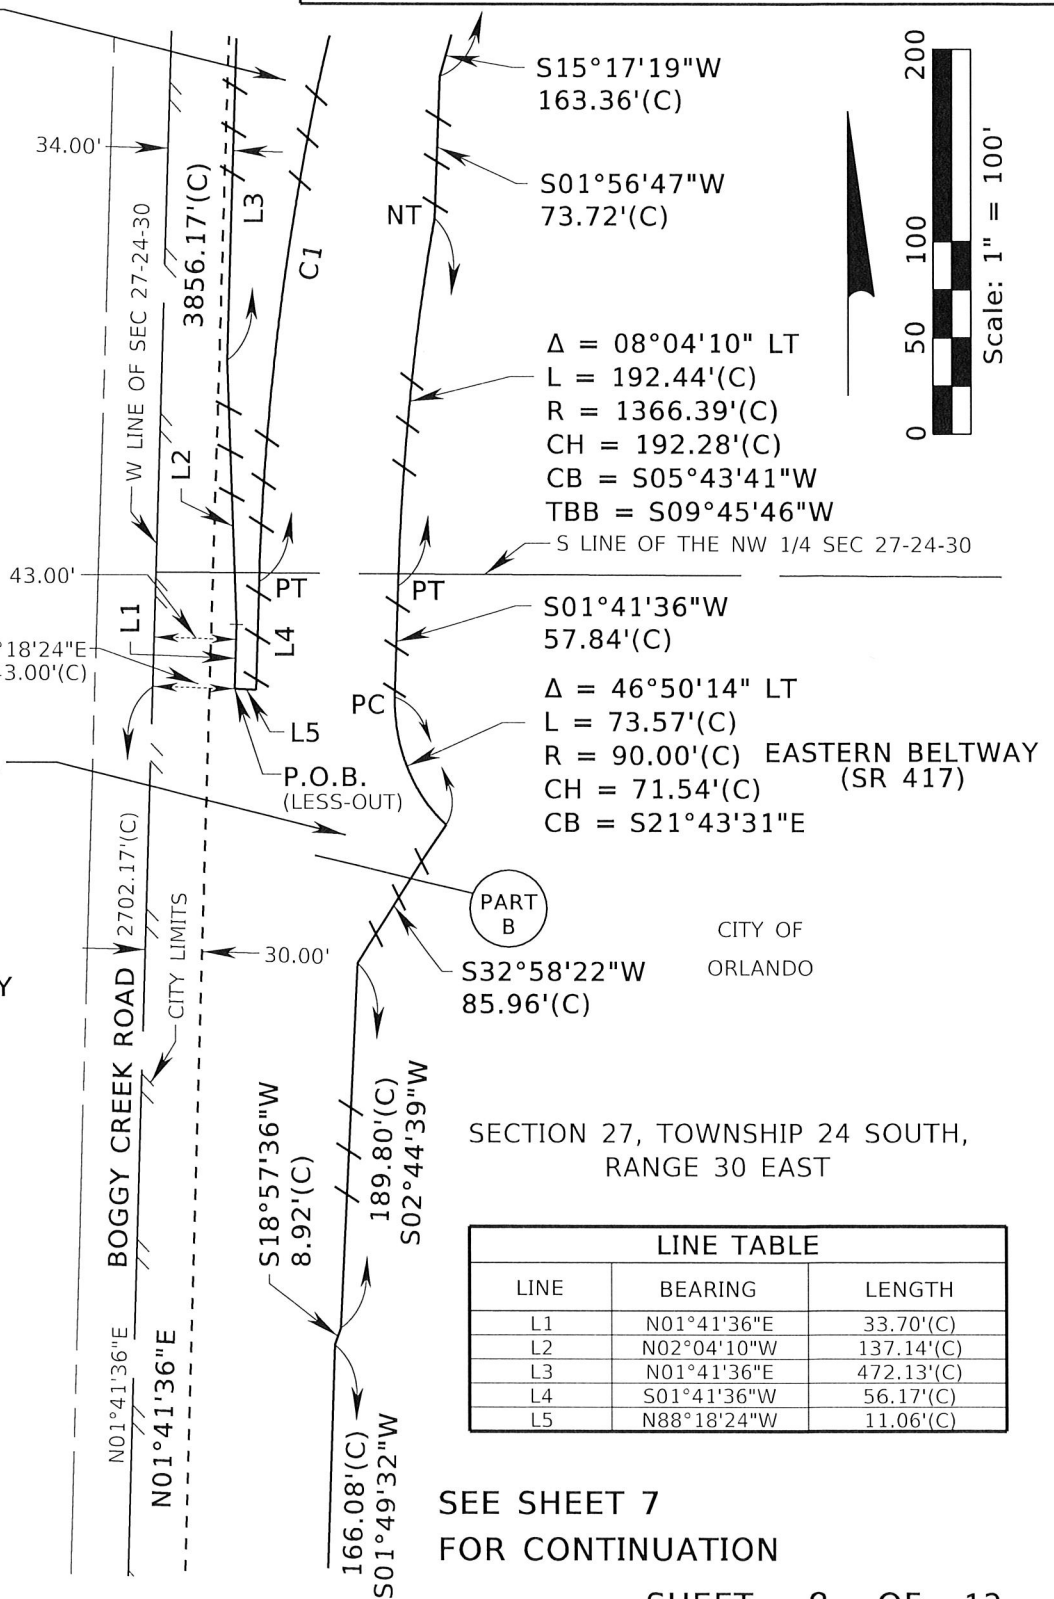 S15°17'19"W
163.36'(C)
S01°56'47"W
73.72'(C)
NT
34.00'
3856.17'(C)
L3
C1
W LINE OF SEC 27-24-30
L2
200
100
50
0
Scale: 1" = 100'
Δ = 08°04'10" LT
L = 192.44'(C)
R = 1366.39'(C)
CH = 192.28'(C)
CB = S05°43'41"W
TBB = S09°45'46"W
S LINE OF THE NW 1/4 SEC 27-24-30
43.00'
PT
PT
L1
L4
°18'24"E
3.00'(C)
S01°41'36"W
57.84'(C)
PC
L5
P.O.B.
(LESS-OUT)
Δ = 46°50'14" LT
L = 73.57'(C)
R = 90.00'(C)
CH = 71.54'(C)
CB = S21°43'31"E
EASTERN BELTWAY
(SR 417)
2702.17'(C)
CITY LIMITS
30.00'
PART
B
CITY OF
ORLANDO
S32°58'22"W
85.96'(C)
Y
BOGGY CREEK ROAD
N01°41'36"E
N01°41'36"E
S18°57'36"W
8.92'(C)
189.80'(C)
S02°44'39"W
SECTION 27, TOWNSHIP 24 SOUTH,
RANGE 30 EAST
LINE TABLE
LINE BEARING LENGTH
L1 N01°41'36"E 33.70'(C)
L2 N02°04'10"W 137.14'(C)
L3 N01°41'36"E 472.13'(C)
L4 S01°41'36"W 56.17'(C)
L5 N88°18'24"W 11.06'(C)
166.08'(C)
S01°49'32"W
SEE SHEET 7
FOR CONTINUATION
SHEET OF